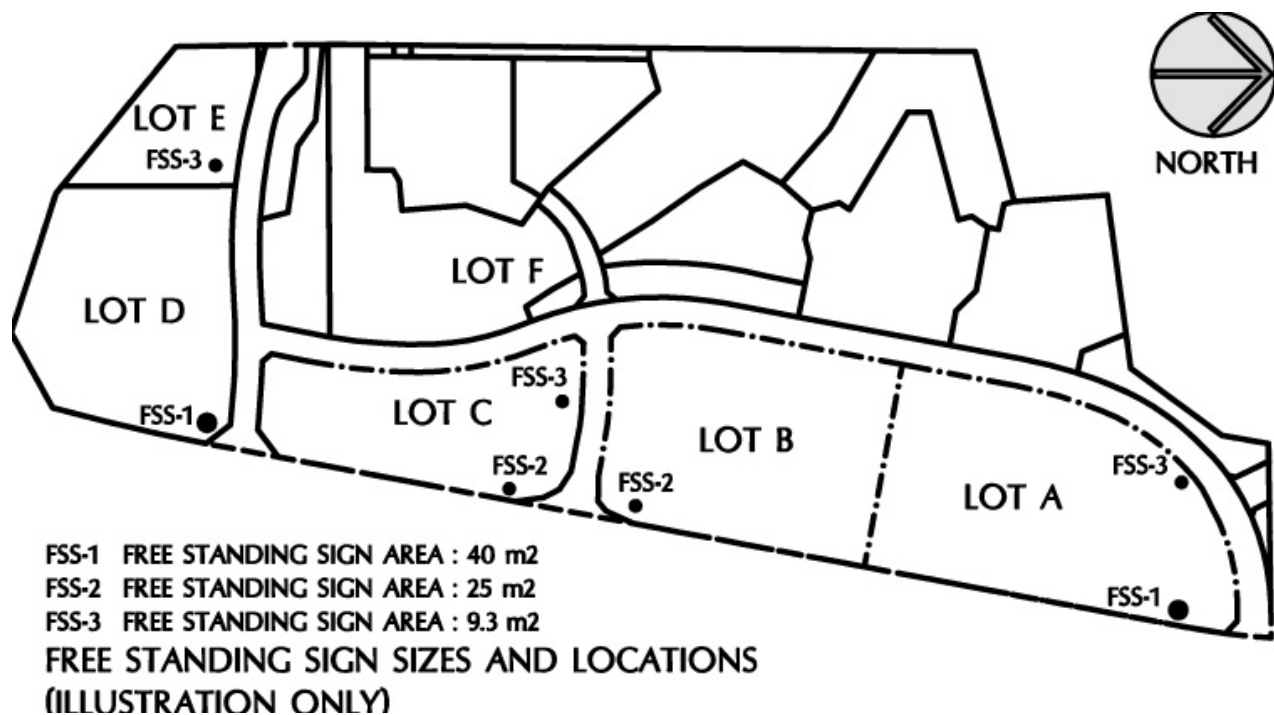 LOT E
FSS-3
NORTH
LOT F
LOT D
FSS-3
FSS-1
LOT C
LOT B
FSS-3
FSS-2
FSS-2
LOT A
FSS-1
FSS-1 FREE STANDING SIGN AREA : 40 m2
FSS-2 FREE STANDING SIGN AREA : 25 m2
FSS-3 FREE STANDING SIGN AREA : 9.3 m2
FREE STANDING SIGN SIZES AND LOCATIONS
(ILLUSTRATION ONLY)